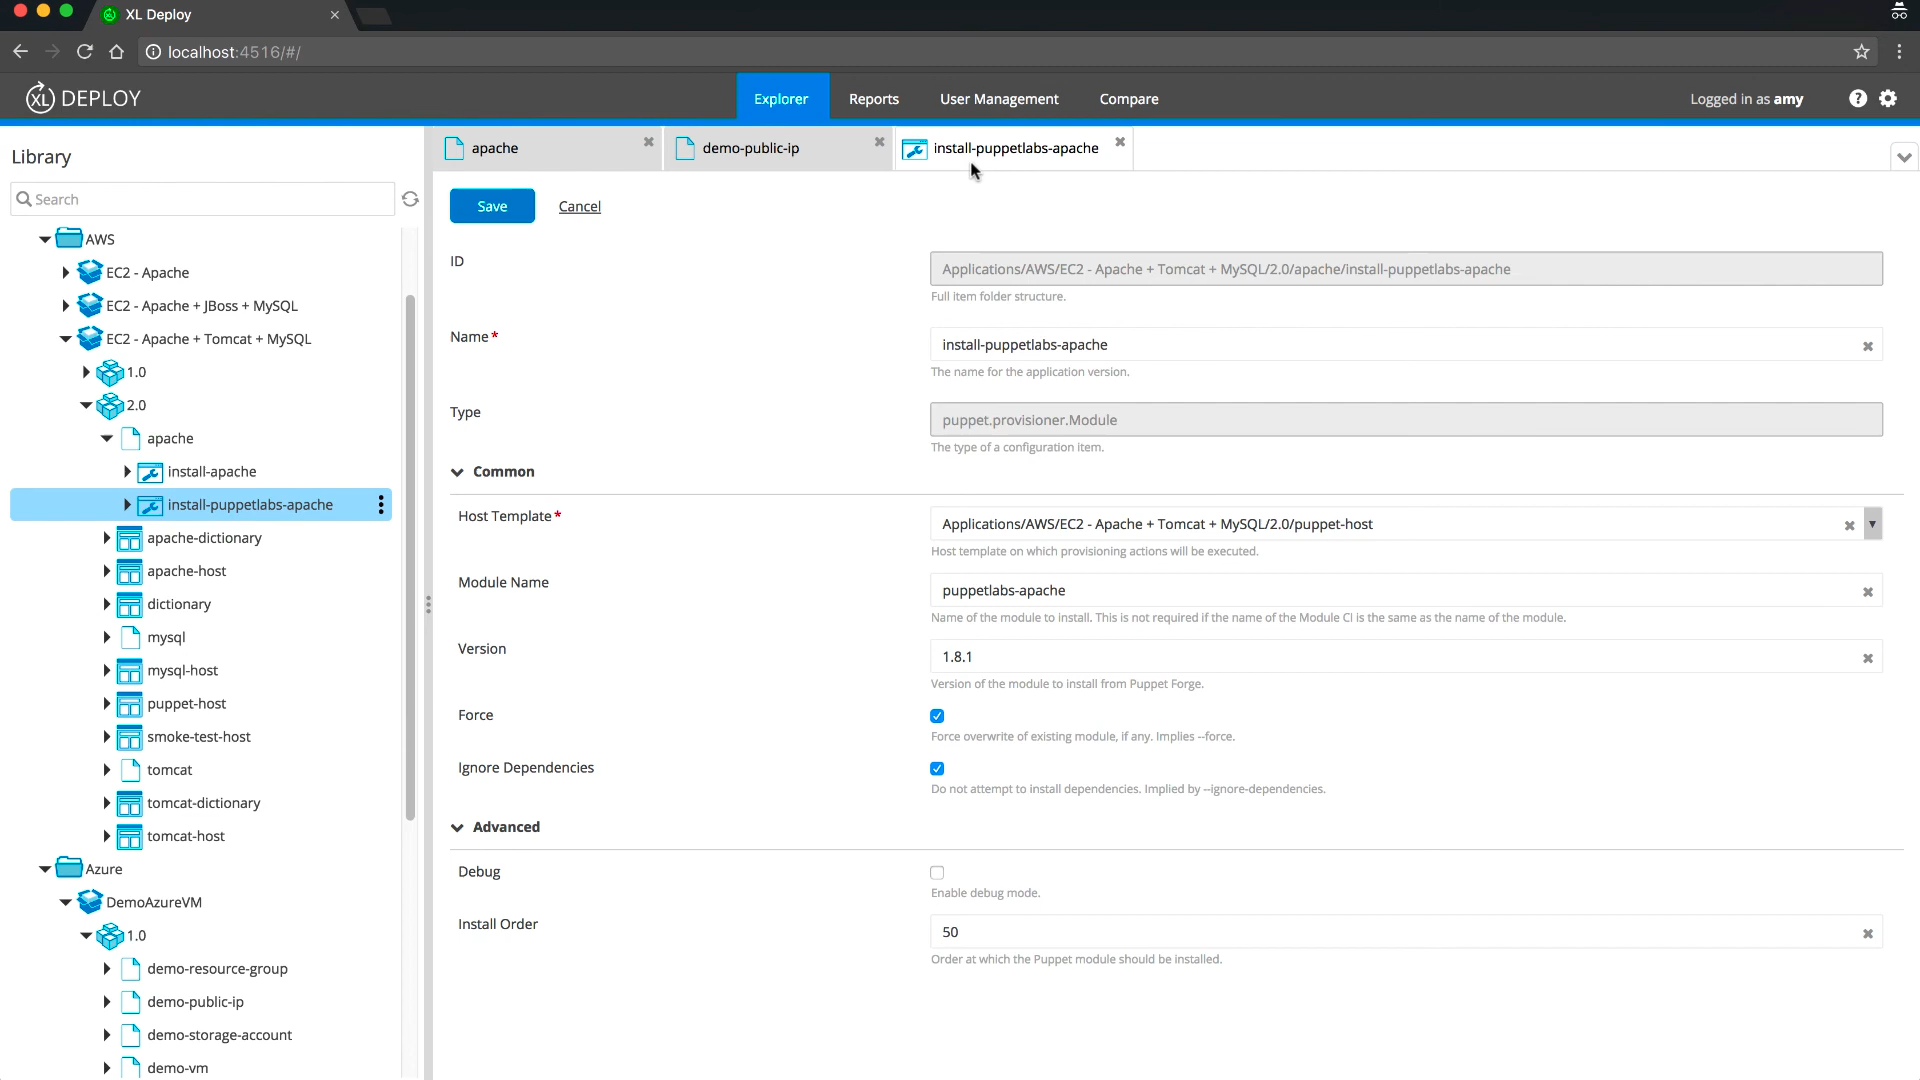 XL Deploy
localhost:4516/#/
XL DEPLOY
Explorer
Reports
User Management
Compare
Logged in as amy
Library
Search
AWS
EC2 - Apache
EC2 - Apache + JBoss + MySQL
EC2 - Apache + Tomcat + MySQL
1.0
2.0
apache
install-apache
install-puppetlabs-apache
apache-dictionary
apache-host
dictionary
mysql
mysql-host
puppet-host
smoke-test-host
tomcat
tomcat-dictionary
tomcat-host
Azure
DemoAzureVM
1.0
demo-resource-group
demo-public-ip
demo-storage-account
demo-vm
apache
demo-public-ip
install-puppetlabs-apache
Save
Cancel
ID
Applications/AWS/EC2 - Apache + Tomcat + MySQL/2.0/apache/install-puppetlabs-apache
Full item folder structure.
Name*
install-puppetlabs-apache
The name for the application version.
Type
puppet.provisioner.Module
The type of a configuration item.
Common
Host Template*
Applications/AWS/EC2 - Apache + Tomcat + MySQL/2.0/puppet-host
Host template on which provisioning actions will be executed.
Module Name
puppetlabs-apache
Name of the module to install. This is not required if the name of the Module CI is the same as the name of the module.
Version
1.8.1
Version of the module to install from Puppet Forge.
Force
Force overwrite of existing module, if any. Implies --force.
Ignore Dependencies
Do not attempt to install dependencies. Implied by --ignore-dependencies.
Advanced
Debug
Enable debug mode.
Install Order
50
Order at which the Puppet module should be installed.